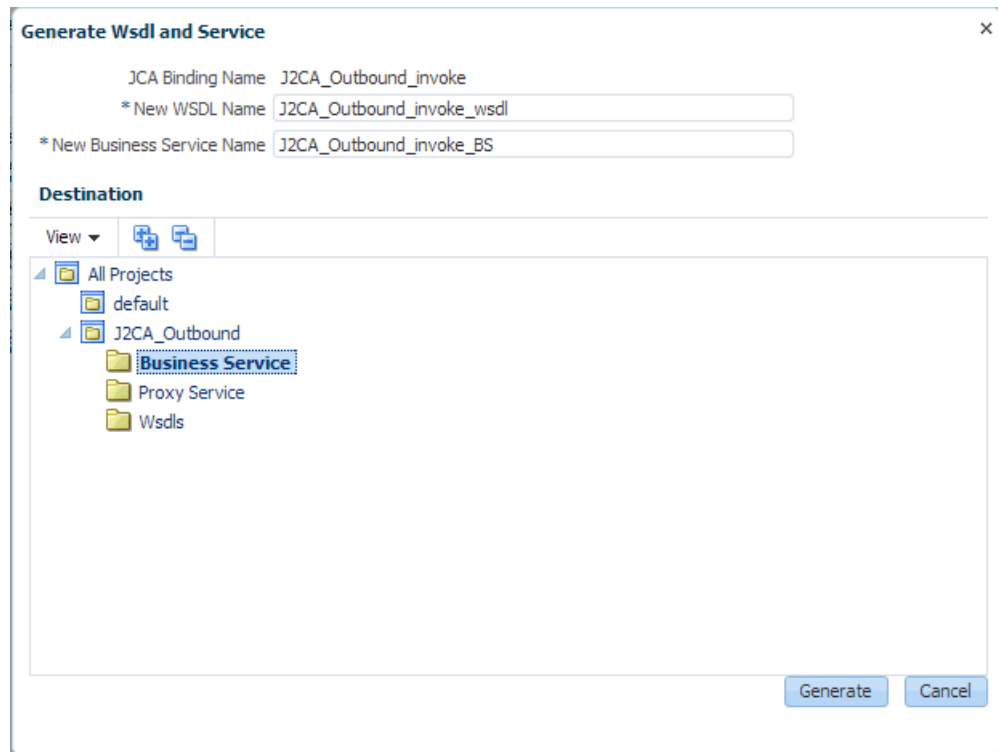 Generate Wsdl and Service
JCA Binding Name J2CA_Outbound_invoke
* New WSDL Name J2CA_Outbound_invoke_wsdl
* New Business Service Name J2CA_Outbound_invoke_BS
Destination
View
All Projects
default
J2CA_Outbound
Business Service
Proxy Service
Wsdls
Generate Cancel